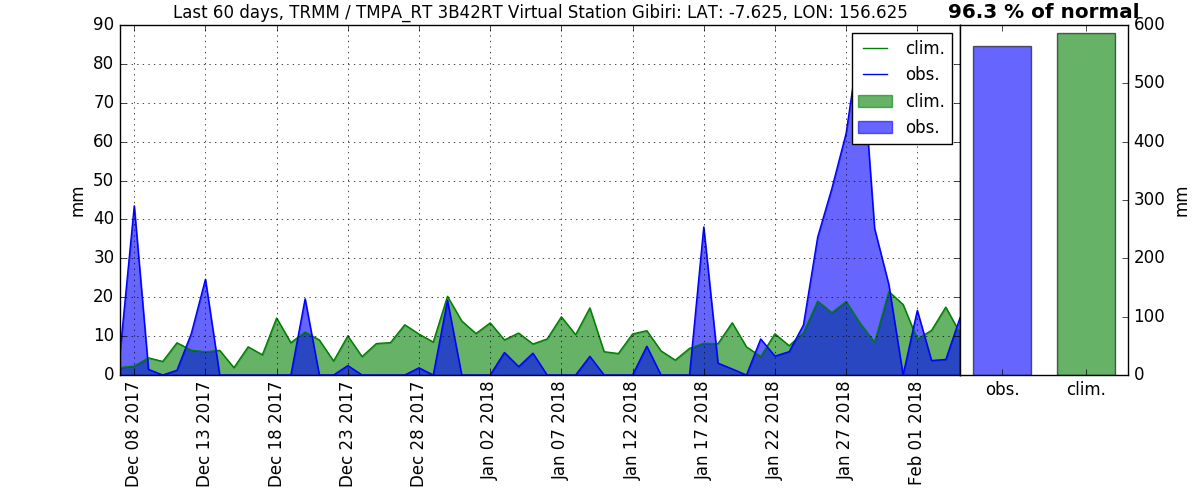 Last 60 days, TRMM / TMPA_RT 3B42RT Virtual Station Gibiri: LAT: -7.625, LON: 156.625
96.3 % of normal
90
80
70
60
50
40
30
20
10
0
mm
clim.
obs.
clim.
obs.
600
500
400
300
200
100
0
mm
obs.
clim.
Dec 08 2017
Dec 13 2017
Dec 18 2017
Dec 23 2017
Dec 28 2017
Jan 02 2018
Jan 07 2018
Jan 12 2018
Jan 17 2018
Jan 22 2018
Jan 27 2018
Feb 01 2018